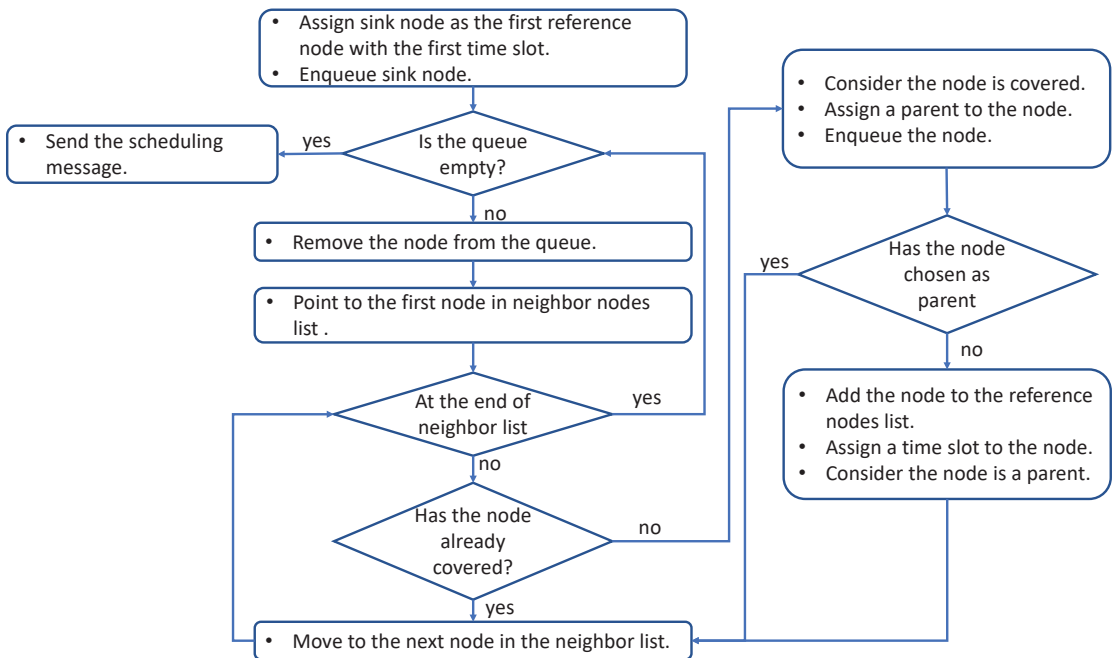 • Assign sink node as the first reference
node with the first time slot.
• Enqueue sink node.
Is the queue
empty?
yes
• Send the scheduling
message.
no
• Remove the node from the queue.
• Point to the first node in neighbor nodes
list .
At the end of
neighbor list
yes
no
Has the node
already
covered?
no
yes
• Move to the next node in the neighbor list.
• Consider the node is covered.
• Assign a parent to the node.
• Enqueue the node.
Has the node
chosen as
parent
yes
no
• Add the node to the reference
nodes list.
• Assign a time slot to the node.
• Consider the node is a parent.